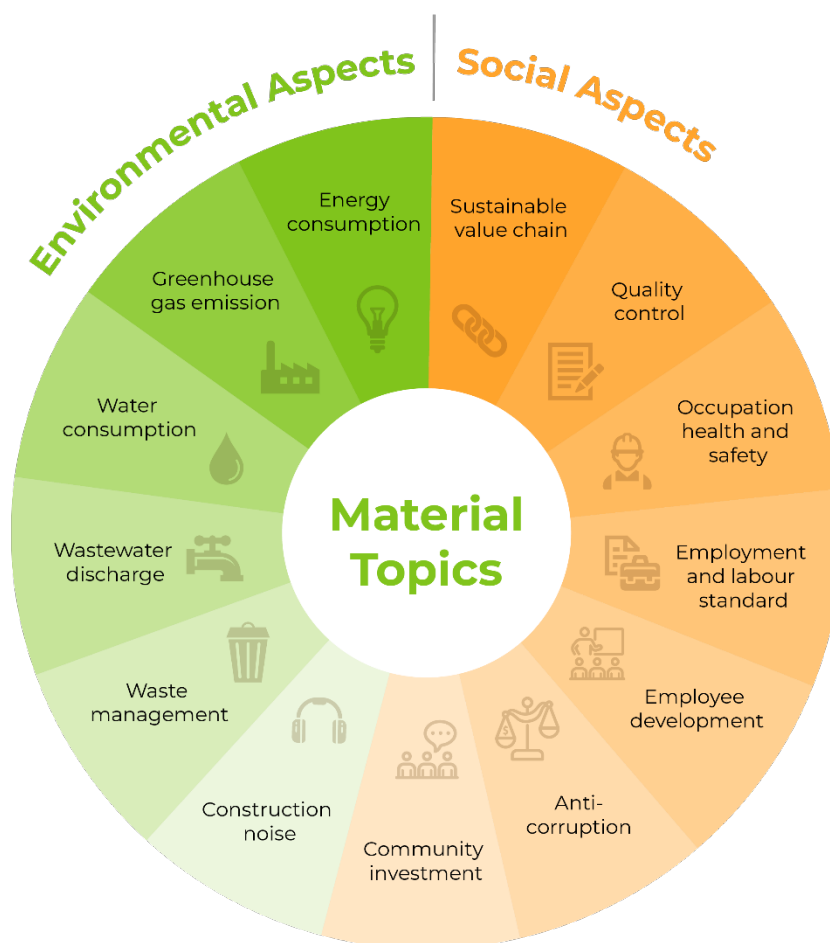 Environmental Aspects
Social Aspects
Energy
consumption
Sustainable
value chain
Greenhouse
gas emission
Quality
control
Water
consumption
Occupation
health and
safety
Material
Topics
Wastewater
discharge
Employment
and labour
standard
Waste
management
Employee
development
Construction
noise
Anti-
corruption
Community
investment
$